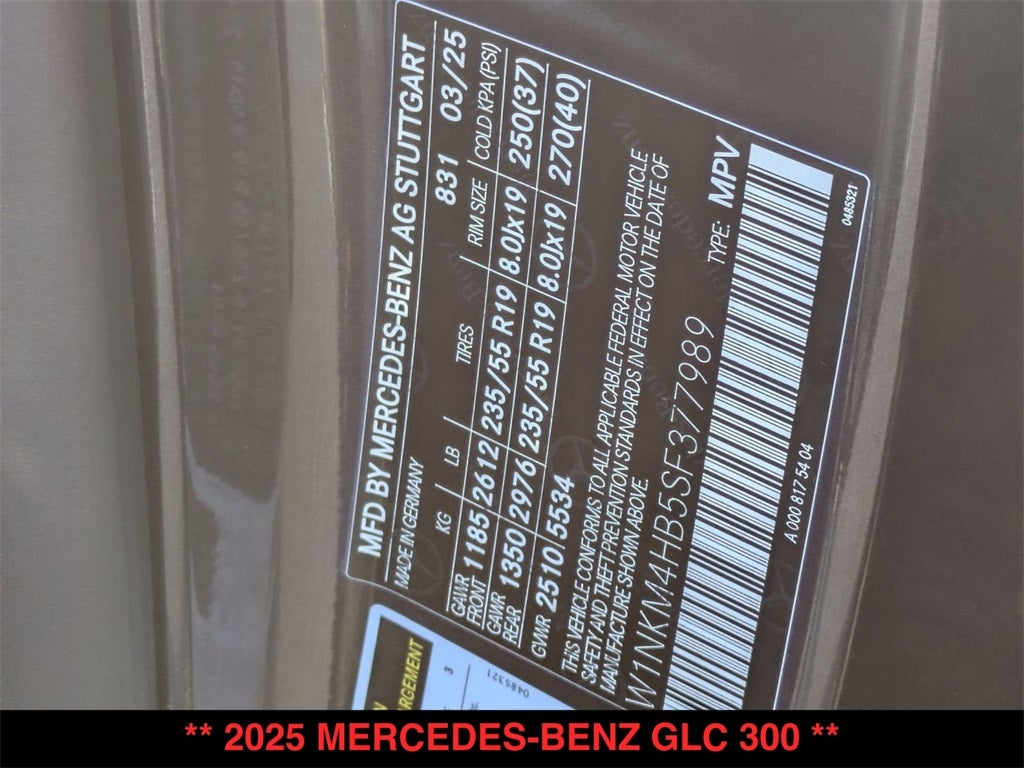 MFD BY MERCEDES-BENZ AG STUTTGART
MADE IN GERMANY 831 03/25
KG LB TIRES RIM SIZE COLD KPA (PSI)
GAWR FRONT 1185 2612 235/55 R19 8.0Jx19 250(37)
GAWR REAR 1350 2976 235/55 R19 8.0Jx19 270(40)
GMR 2510 5534
THIS VEHICLE CONFORMS TO ALL APPLICABLE FEDERAL MOTOR VEHICLE
SAFETY AND THEFT PREVENTION STANDARDS IN EFFECT ON THE DATE OF
MANUFACTURE SHOWN ABOVE.
W1NKM4HB5SF377989 TYPE: MPV
A 000 817 54 04 0465321
RGEMENT
3
0485321
** 2025 MERCEDES-BENZ GLC 300 **